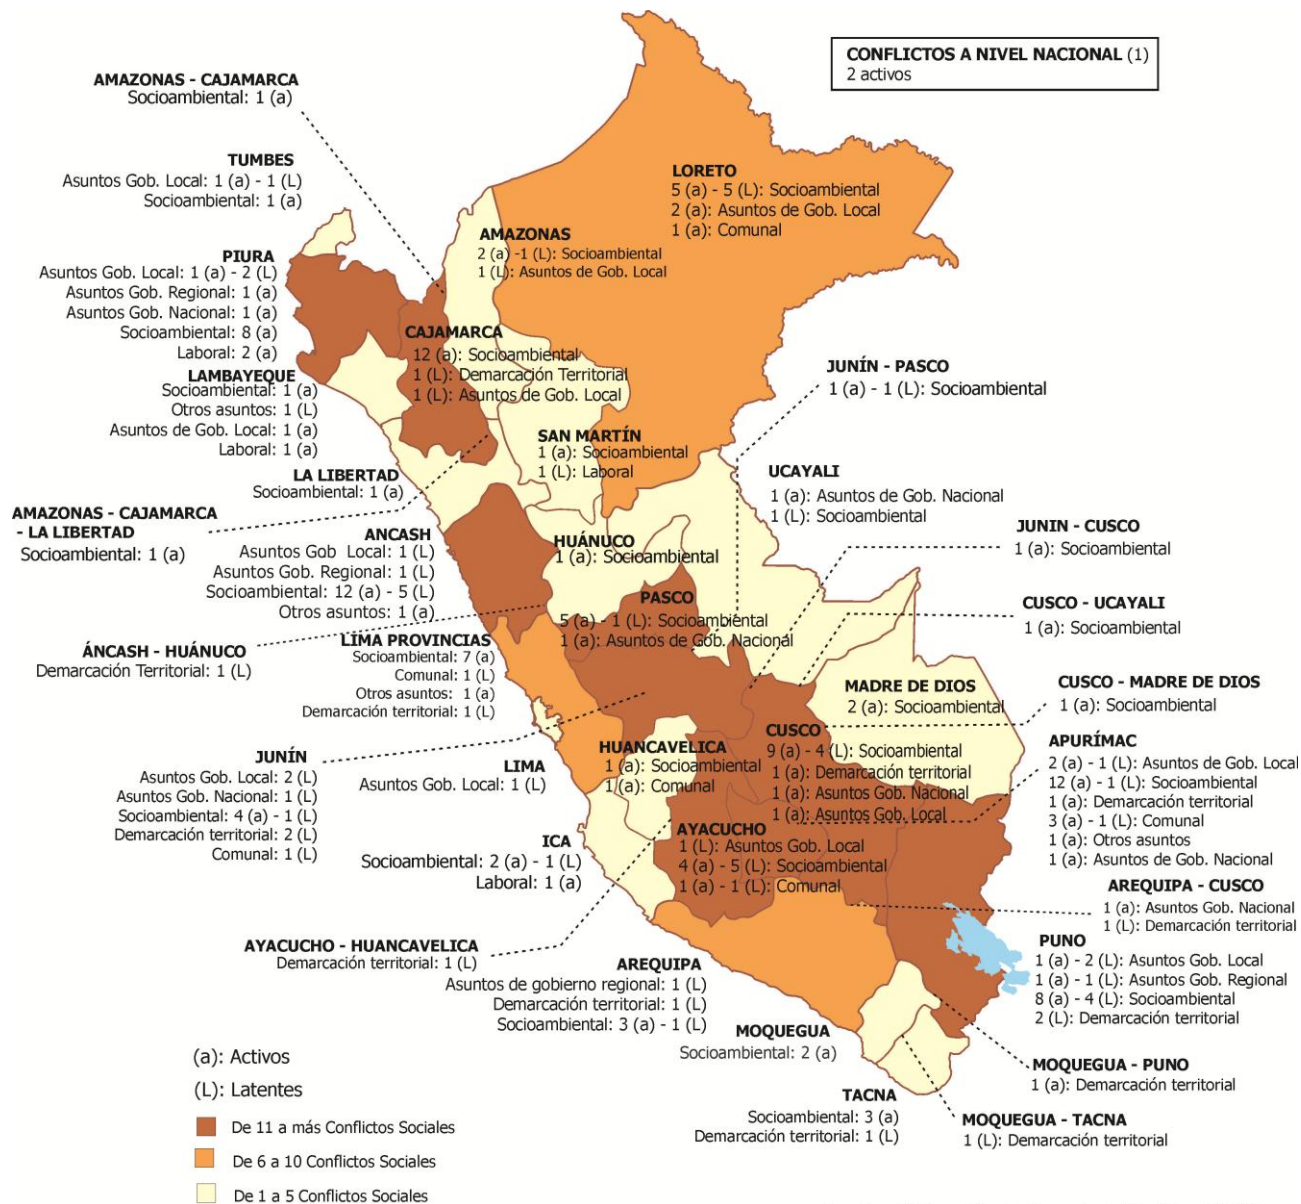 CONFLICTOS A NIVEL NACIONAL (1)
2 activos
AMAZONAS - CAJAMARCA
Socioambiental: 1 (a)
TUMBES
Asuntos Gob. Local: 1 (a) - 1 (L)
Socioambiental: 1 (a)
PIURA
Asuntos Gob. Local: 1 (a) - 2 (L)
Asuntos Gob. Regional: 1 (a)
Asuntos Gob. Nacional: 1 (a)
Socioambiental: 8 (a)
Laboral: 2 (a)
LAMBAYEQUE
Socioambiental: 1 (a)
Otros asuntos: 1 (L)
Asuntos de Gob. Local: 1 (a)
Laboral: 1 (a)
LA LIBERTAD
Socioambiental: 1 (a)
AMAZONAS - CAJAMARCA
- LA LIBERTAD
Socioambiental: 1 (a)
ANCASH
Asuntos Gob Local: 1 (L)
Asuntos Gob. Regional: 1 (L)
Socioambiental: 12 (a) - 5 (L)
Otros asuntos: 1 (a)
ÁNCASH - HUÁNUCO
Demarcación Territorial: 1 (L)
LIMA PROVINCIAS
Socioambiental: 7 (a)
Comunal: 1 (L)
Otros asuntos: 1 (a)
Demarcación territorial: 1 (L)
JUNÍN
Asuntos Gob. Local: 2 (L)
Asuntos Gob. Nacional: 1 (L)
Socioambiental: 4 (a) - 1 (L)
Demarcación territorial: 2 (L)
Comunal: 1 (L)
LIMA
Asuntos Gob. Local: 1 (L)
ICA
Socioambiental: 2 (a) - 1 (L)
Laboral: 1 (a)
AYACUCHO - HUANCAVELICA
Demarcación territorial: 1 (L)
AREQUIPA
Asuntos de gobierno regional: 1 (L)
Demarcación territorial: 1 (L)
Socioambiental: 3 (a) - 1 (L)
MOQUEGUA
Socioambiental: 2 (a)
TACNA
Socioambiental: 3 (a)
Demarcación territorial: 1 (L)
LORETO
5 (a) - 5 (L): Socioambiental
2 (a): Asuntos de Gob. Local
1 (a): Comunal
AMAZONAS
2 (a) -1 (L): Socioambiental
1 (L): Asuntos de Gob. Local
CAJAMARCA
12 (a): Socioambiental
1 (L): Demarcación Territorial
1 (L): Asuntos de Gob. Local
SAN MARTÍN
1 (a): Socioambiental
1 (L): Laboral
HUÁNUCO
1 (a): Socioambiental
PASCO
5 (a) - 1 (L): Socioambiental
1 (a): Asuntos de Gob. Nacional
HUANCAVELICA
1 (a): Socioambiental
1 (a): Comunal
AYACUCHO
1 (L): Asuntos Gob. Local
4 (a) - 5 (L): Socioambiental
1 (a) - 1 (L): Comunal
CUSCO
9 (a) - 4 (L): Socioambiental
1 (a): Demarcación territorial
1 (a): Asuntos Gob. Nacional
1 (a): Asuntos Gob. Local
MADRE DE DIOS
2 (a): Socioambiental
JUNÍN - PASCO
1 (a) - 1 (L): Socioambiental
UCAYALI
1 (a): Asuntos de Gob. Nacional
1 (L): Socioambiental
JUNIN - CUSCO
1 (a): Socioambiental
CUSCO - UCAYALI
1 (a): Socioambiental
CUSCO - MADRE DE DIOS
1 (a): Socioambiental
APURÍMAC
2 (a) - 1 (L): Asuntos de Gob. Local
12 (a) - 1 (L): Socioambiental
1 (a): Demarcación territorial
3 (a) - 1 (L): Comunal
1 (a): Otros asuntos
1 (a): Asuntos de Gob. Nacional
AREQUIPA - CUSCO
1 (a): Asuntos Gob. Nacional
1 (L): Demarcación territorial
PUNO
1 (a) - 2 (L): Asuntos Gob. Local
1 (a) - 1 (L): Asuntos Gob. Regional
8 (a) - 4 (L): Socioambiental
2 (L): Demarcación territorial
MOQUEGUA - PUNO
1 (a): Demarcación territorial
MOQUEGUA - TACNA
1 (L): Demarcación territorial
(a): Activos
(L): Latentes
De 11 a más Conflictos Sociales
De 6 a 10 Conflictos Sociales
De 1 a 5 Conflictos Sociales